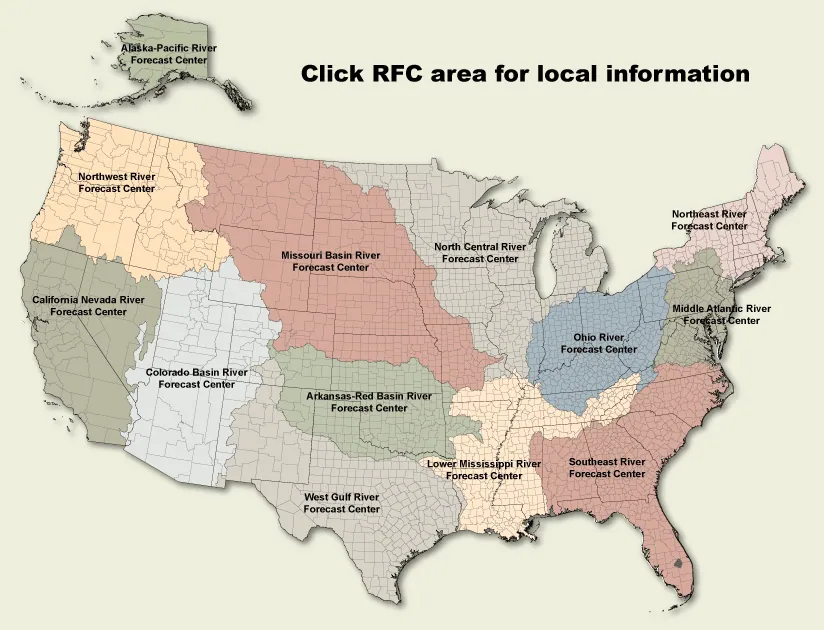 Alaska-Pacific River
Forecast Center
Click RFC area for local information
Northwest River
Forecast Center
Northeast River
Forecast Center
Missouri Basin River
Forecast Center
North Central River
Forecast Center
California Nevada River
Forecast Center
Middle Atlantic River
Forecast Center
Ohio River
Forecast Center
Colorado Basin River
Forecast Center
Arkansas-Red Basin River
Forecast Center
Lower Mississippi River
Forecast Center
Southeast River
Forecast Center
West Gulf River
Forecast Center